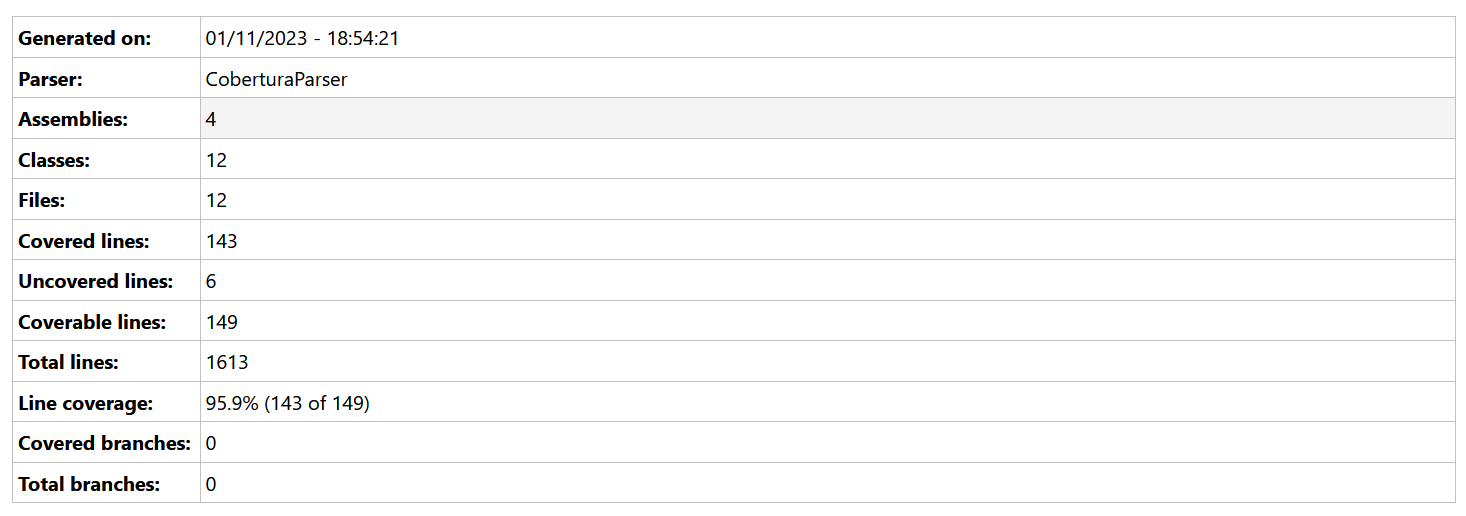 Generated on: 01/11/2023 - 18:54:21
Parser: CoberturaParser
Assemblies: 4
Classes: 12
Files: 12
Covered lines: 143
Uncovered lines: 6
Coverable lines: 149
Total lines: 1613
Line coverage: 95.9% (143 of 149)
Covered branches: 0
Total branches: 0